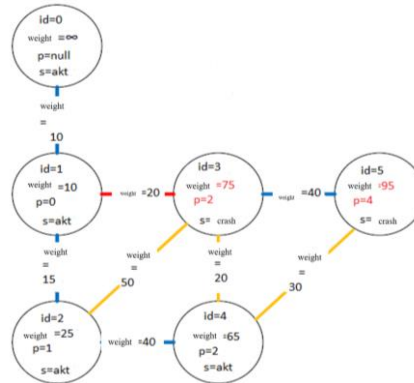 id=0
weight =∞
p=null
s=akt
weight
=
10
id=1
weight =10
p=0
s=akt
weight =20
id=3
weight =75
p=2
s= crash
weight =40
id=5
weight =95
p=4
s= crash
weight
=
15
weight
=
50
weight
=
20
weight
=
30
id=2
weight =25
p=1
s=akt
weight =40
id=4
weight =65
p=2
s=akt